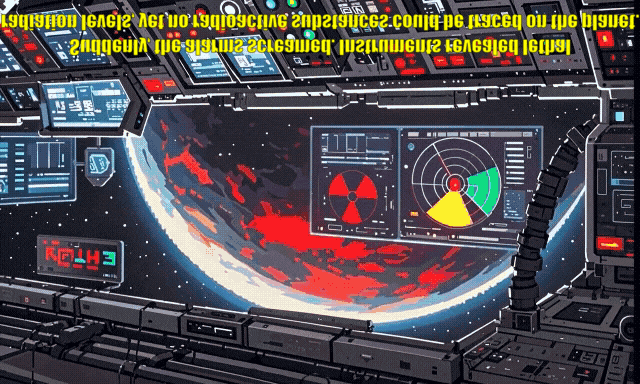 Suddenly, the alarms screamed. Instruments revealed lethal
radiation levels, yet no radioactive substances could be traced on the planet